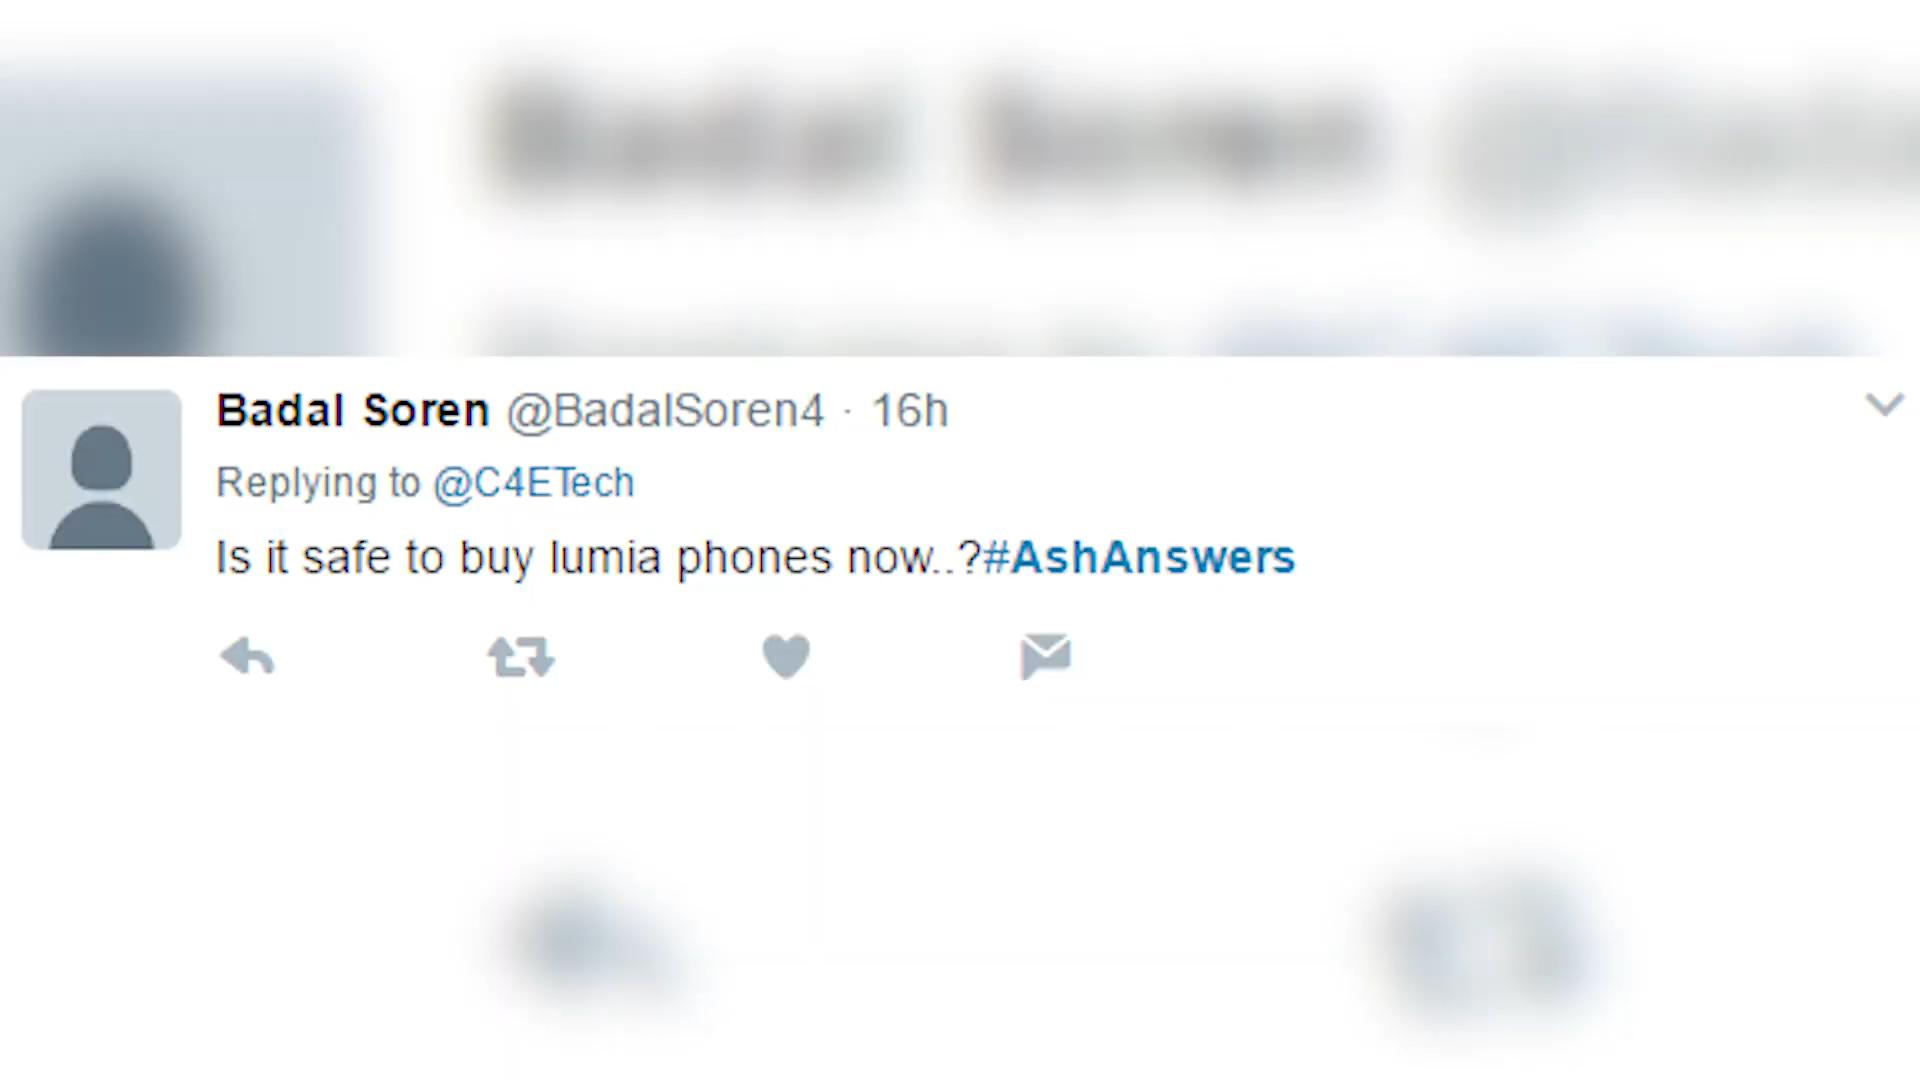 Badal Soren @BadalSoren4 · 16h
Replying to @C4ETech
Is it safe to buy lumia phones now..?#AshAnswers